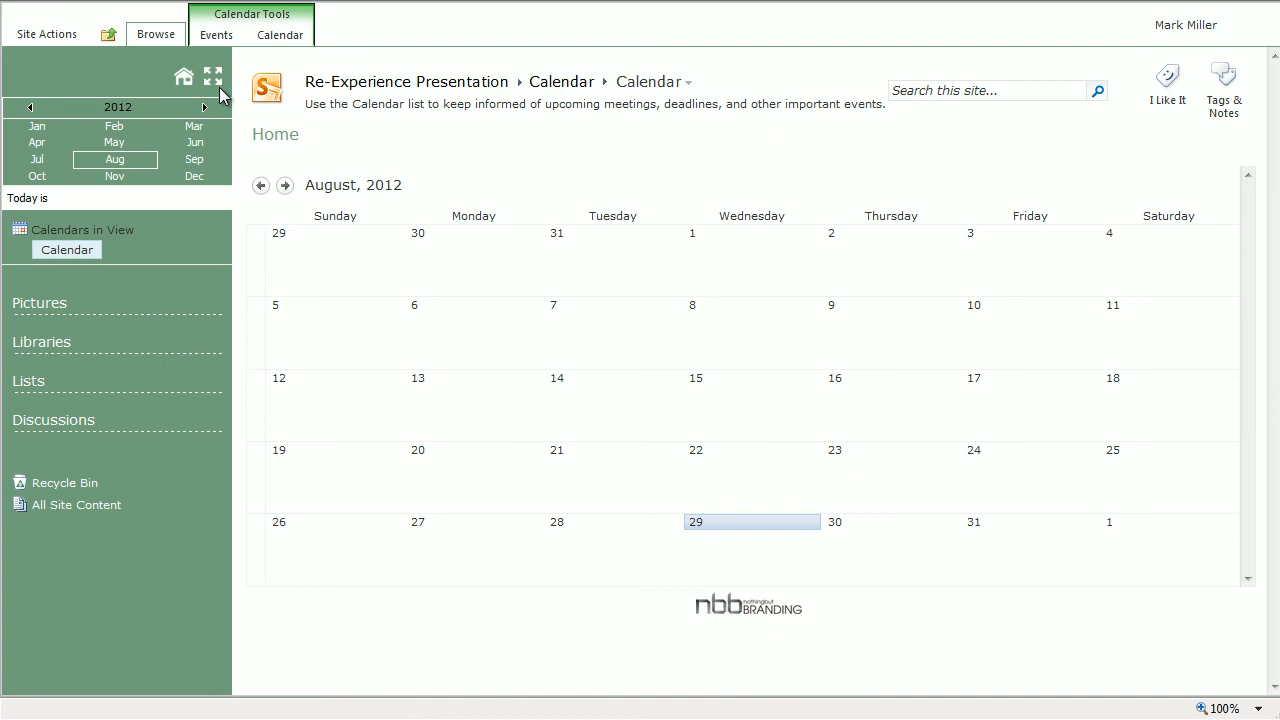 Calendar Tools
Site Actions Browse Events Calendar Mark Miller
Re-Experience Presentation Calendar Calendar
Use the Calendar list to keep informed of upcoming meetings, deadlines, and other important events.
Search this site...
I Like It
Tags & Notes
Home
2012
Jan Feb Mar
Apr May Jun
Jul Aug Sep
Oct Nov Dec
Today is
Calendars in View
Calendar
Pictures
Libraries
Lists
Discussions
Recycle Bin
All Site Content
August, 2012
Sunday Monday Tuesday Wednesday Thursday Friday Saturday
29 30 31 1 2 3 4
5 6 7 8 9 10 11
12 13 14 15 16 17 18
19 20 21 22 23 24 25
26 27 28 29 30 31 1
nbb nothingbut BRANDING
100%